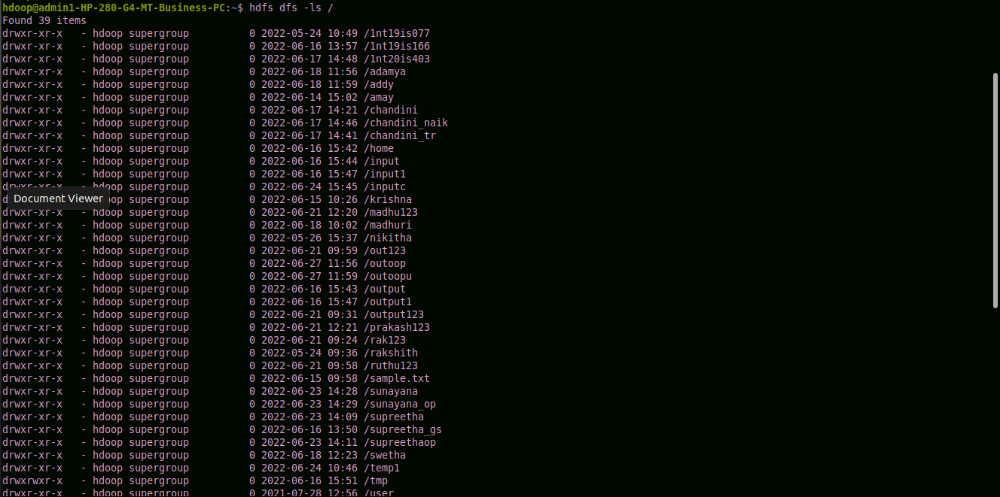 hdoop@admin1-HP-280-G4-MT-Business-PC:~$ hdfs dfs -ls /
Found 39 items
drwxr-xr-x   - hdoop supergroup          0 2022-05-24 10:49 /1nt19is077
drwxr-xr-x   - hdoop supergroup          0 2022-06-16 13:57 /1nt19is166
drwxr-xr-x   - hdoop supergroup          0 2022-06-17 14:48 /1nt20is403
drwxr-xr-x   - hdoop supergroup          0 2022-06-18 11:56 /adamya
drwxr-xr-x   - hdoop supergroup          0 2022-06-18 11:59 /addy
drwxr-xr-x   - hdoop supergroup          0 2022-06-14 15:02 /amay
drwxr-xr-x   - hdoop supergroup          0 2022-06-17 14:21 /chandini
drwxr-xr-x   - hdoop supergroup          0 2022-06-17 14:46 /chandini_naik
drwxr-xr-x   - hdoop supergroup          0 2022-06-17 14:41 /chandini_tr
drwxr-xr-x   - hdoop supergroup          0 2022-06-16 15:42 /home
drwxr-xr-x   - hdoop supergroup          0 2022-06-16 15:44 /input
drwxr-xr-x   - hdoop supergroup          0 2022-06-16 15:47 /input1
drwxr-xr-x   - hdoop supergroup          0 2022-06-24 15:45 /inputc
Document Viewer
supergroup          0 2022-06-15 10:26 /krishna
drwxr-xr-x   - hdoop supergroup          0 2022-06-21 12:20 /madhu123
drwxr-xr-x   - hdoop supergroup          0 2022-06-18 10:02 /madhuri
drwxr-xr-x   - hdoop supergroup          0 2022-05-26 15:37 /nikitha
drwxr-xr-x   - hdoop supergroup          0 2022-06-21 09:59 /out123
drwxr-xr-x   - hdoop supergroup          0 2022-06-27 11:56 /outoop
drwxr-xr-x   - hdoop supergroup          0 2022-06-27 11:59 /outoopu
drwxr-xr-x   - hdoop supergroup          0 2022-06-16 15:43 /output
drwxr-xr-x   - hdoop supergroup          0 2022-06-16 15:47 /output1
drwxr-xr-x   - hdoop supergroup          0 2022-06-21 09:31 /output123
drwxr-xr-x   - hdoop supergroup          0 2022-06-21 12:21 /prakash123
drwxr-xr-x   - hdoop supergroup          0 2022-06-21 09:24 /rak123
drwxr-xr-x   - hdoop supergroup          0 2022-05-24 09:36 /rakshith
drwxr-xr-x   - hdoop supergroup          0 2022-06-21 09:58 /ruthu123
drwxr-xr-x   - hdoop supergroup          0 2022-06-15 09:58 /sample.txt
drwxr-xr-x   - hdoop supergroup          0 2022-06-23 14:28 /sunayana
drwxr-xr-x   - hdoop supergroup          0 2022-06-23 14:29 /sunayana_op
drwxr-xr-x   - hdoop supergroup          0 2022-06-23 14:09 /supreetha
drwxr-xr-x   - hdoop supergroup          0 2022-06-16 13:50 /supreetha_gs
drwxr-xr-x   - hdoop supergroup          0 2022-06-23 14:11 /supreethaop
drwxr-xr-x   - hdoop supergroup          0 2022-06-18 12:23 /swetha
drwxr-xr-x   - hdoop supergroup          0 2022-06-24 10:46 /temp1
drwxrwxr-x   - hdoop supergroup          0 2022-06-16 15:51 /tmp
drwxr-xr-x   - hdoop supergroup          0 2021-07-28 12:56 /user